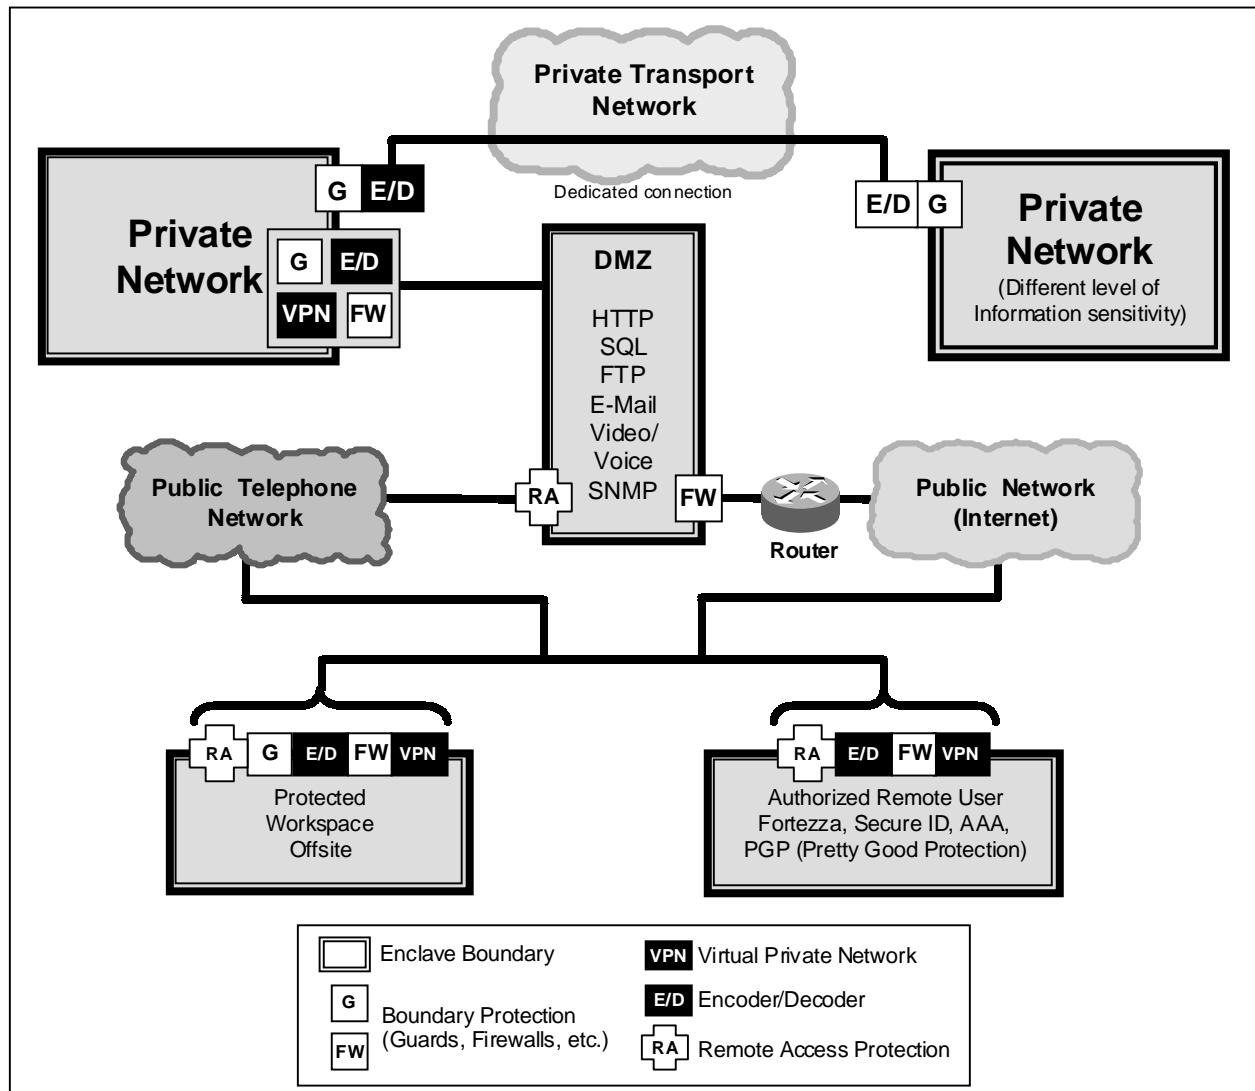 Private Transport
Network
Dedicated connection
G E/D
Private
Network
G E/D
VPN FW
E/D G
Private
Network
(Different level of
Information sensitivity)
DMZ
HTTP
SQL
FTP
E-Mail
Video/
Voice
SNMP
RA
FW
Public Telephone
Network
Router
Public Network
(Internet)
RA G E/D FW VPN
Protected
Workspace
Offsite
RA E/D FW VPN
Authorized Remote User
Fortezza, Secure ID, AAA,
PGP (Pretty Good Protection)
Enclave Boundary
G
FW
Boundary Protection
(Guards, Firewalls, etc.)
VPN Virtual Private Network
E/D Encoder/Decoder
RA Remote Access Protection